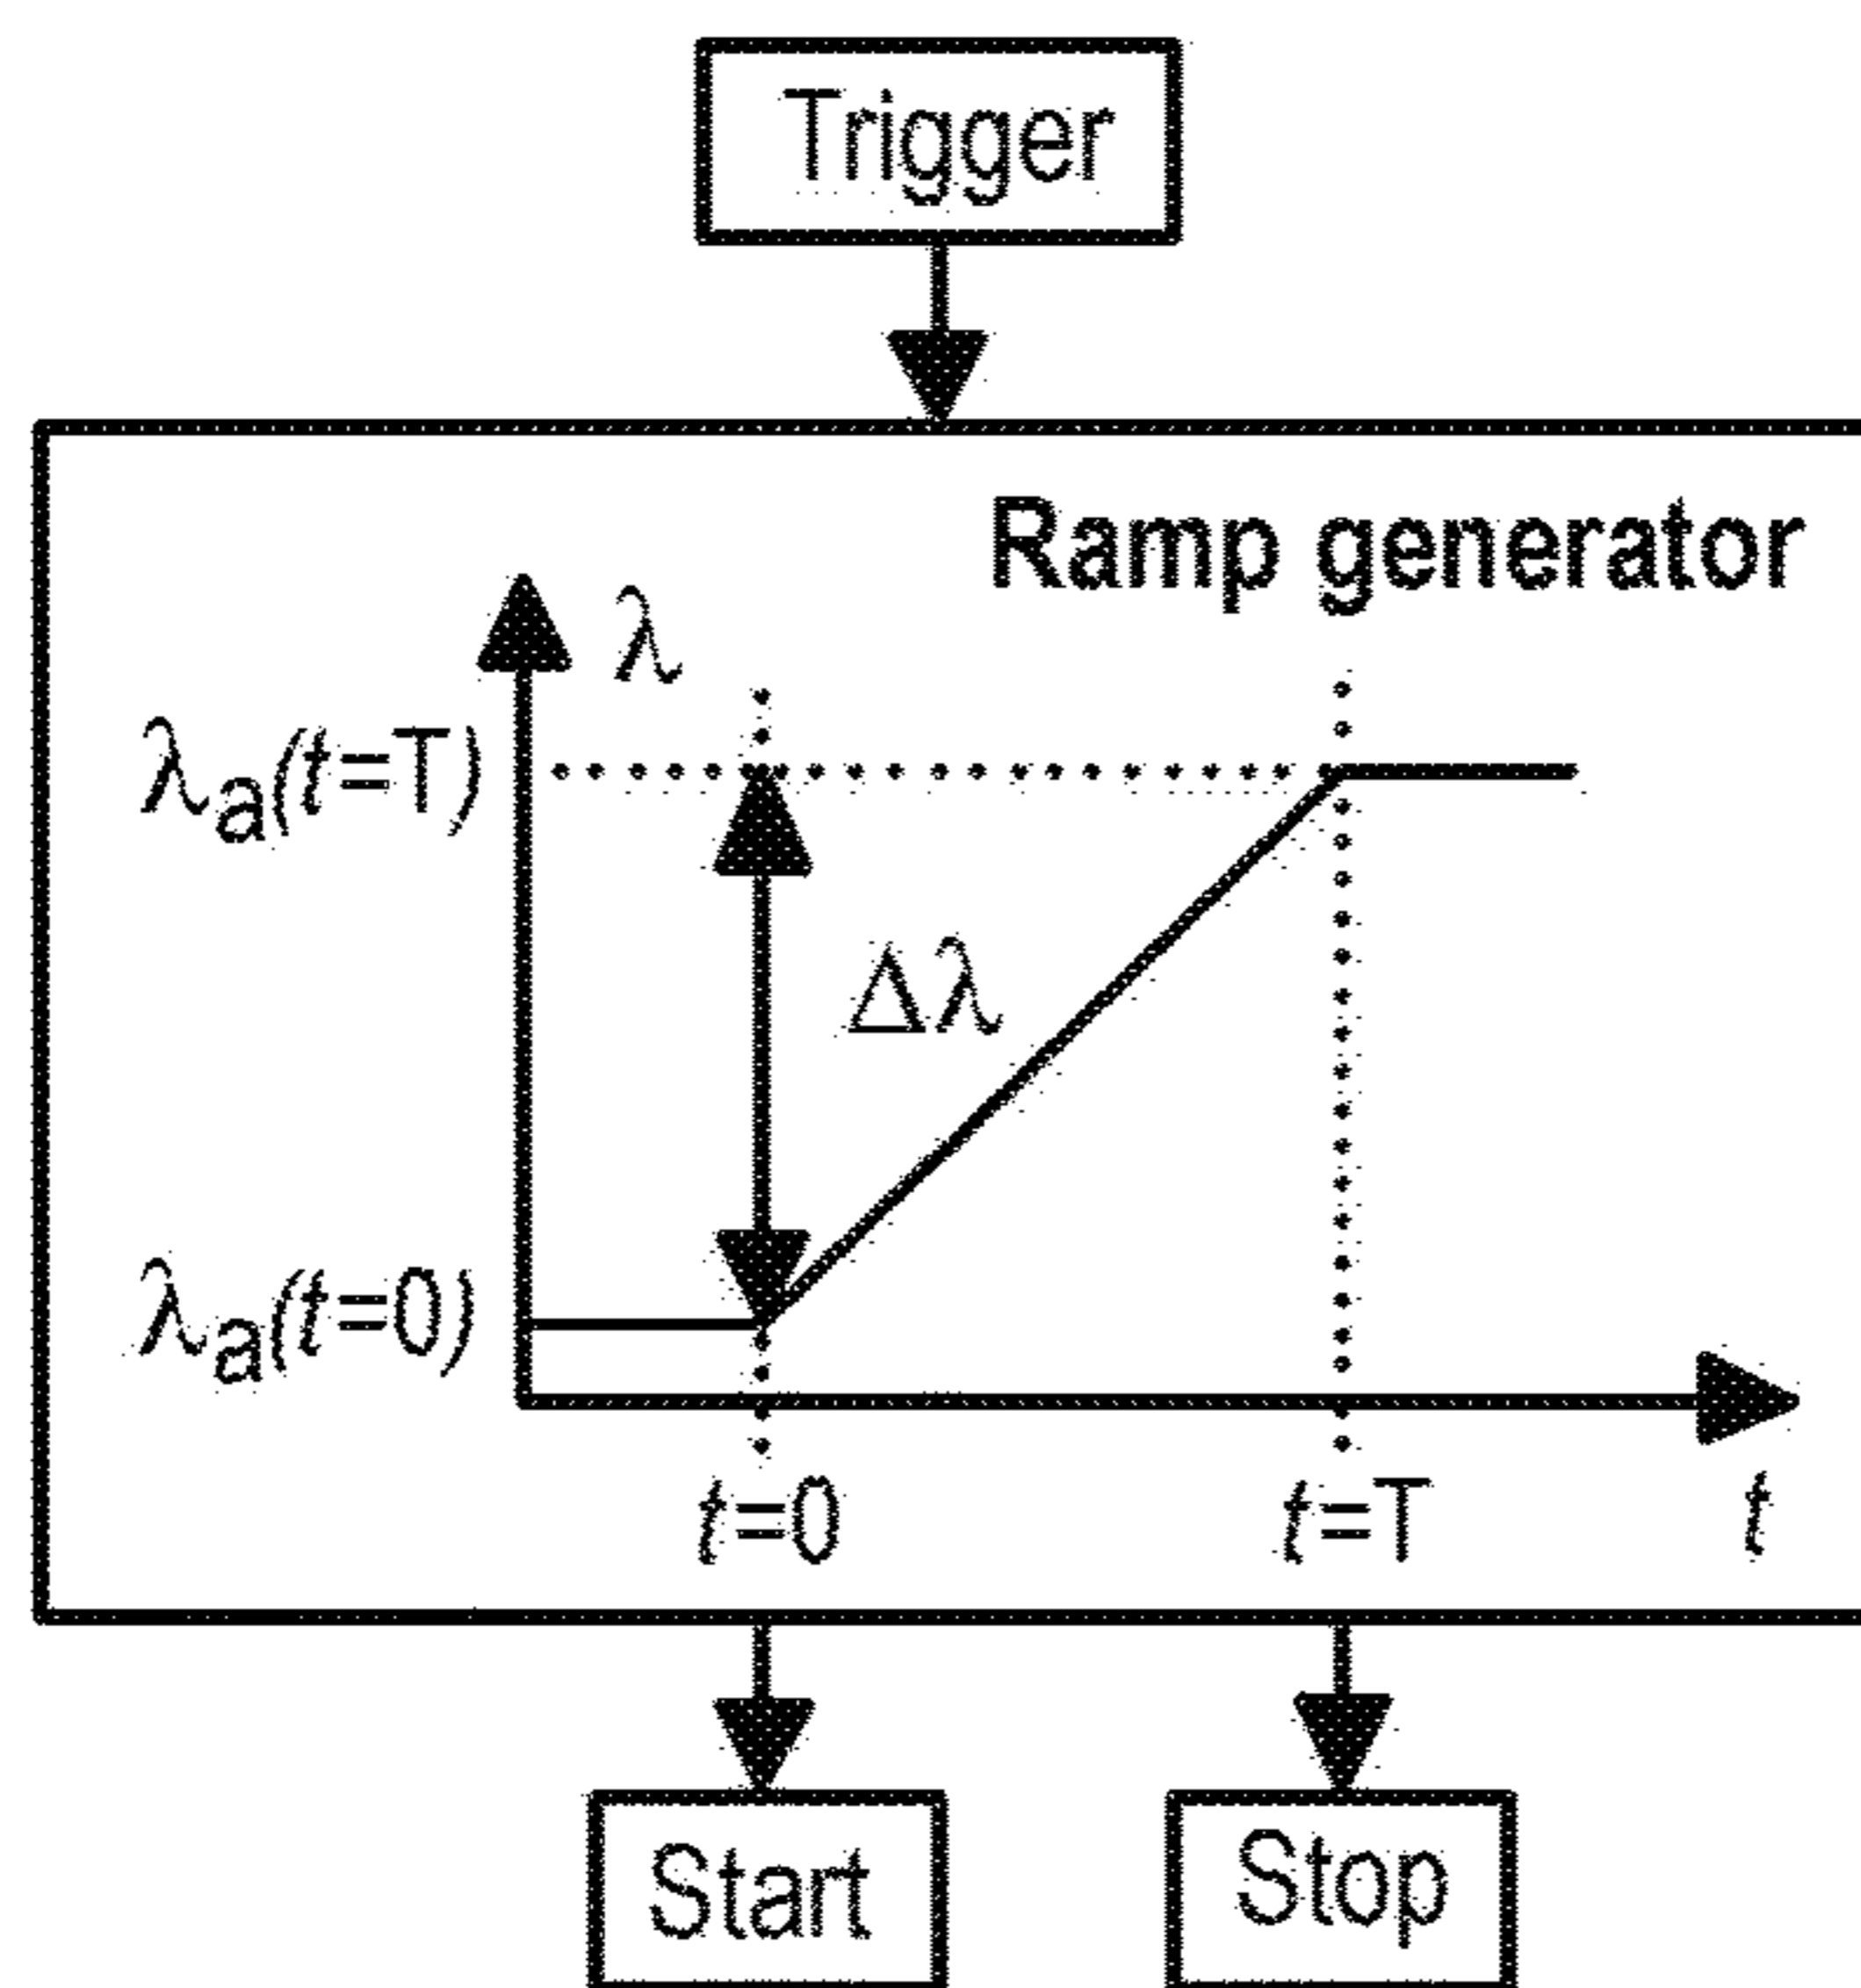 Trigger
Ramp generator
λ
λa(t=T)
Δλ
λa(t=0)
t=0
t=T
t
Start
Stop